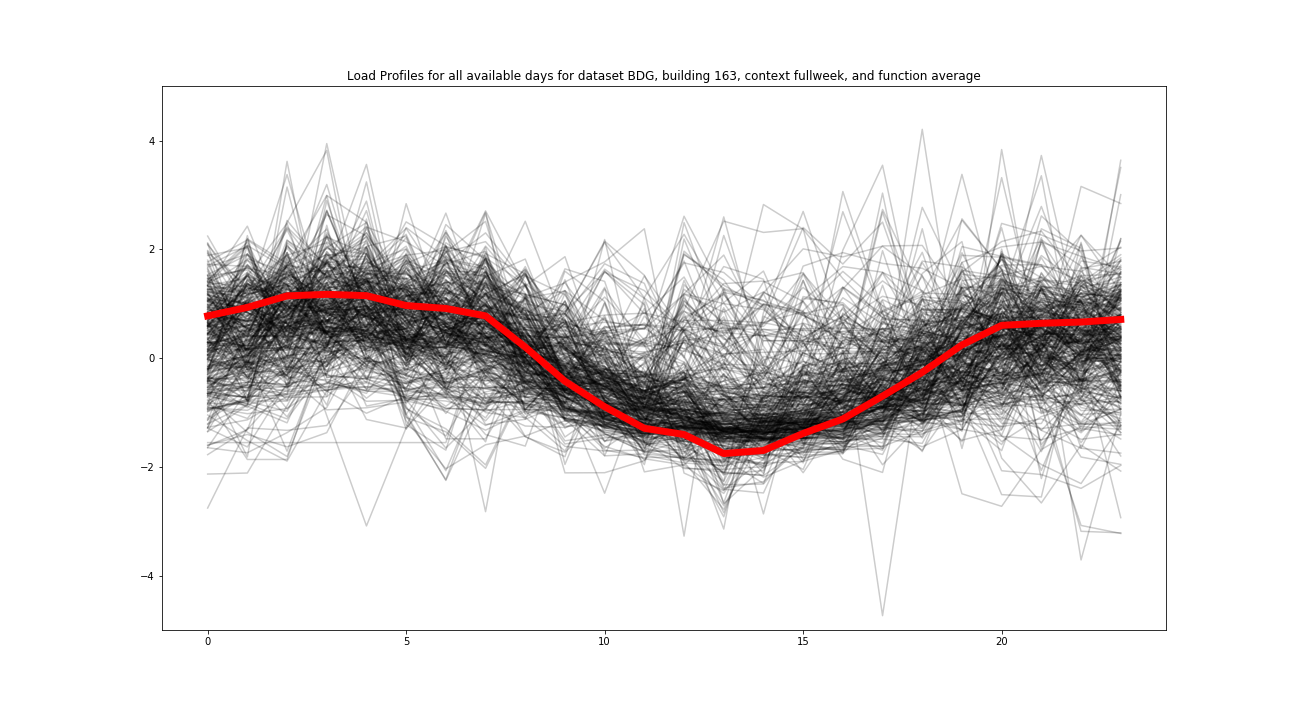 Load Profiles for all available days for dataset BDG, building 163, context fullweek, and function average
4
2
0
−2
−4
0 5 10 15 20